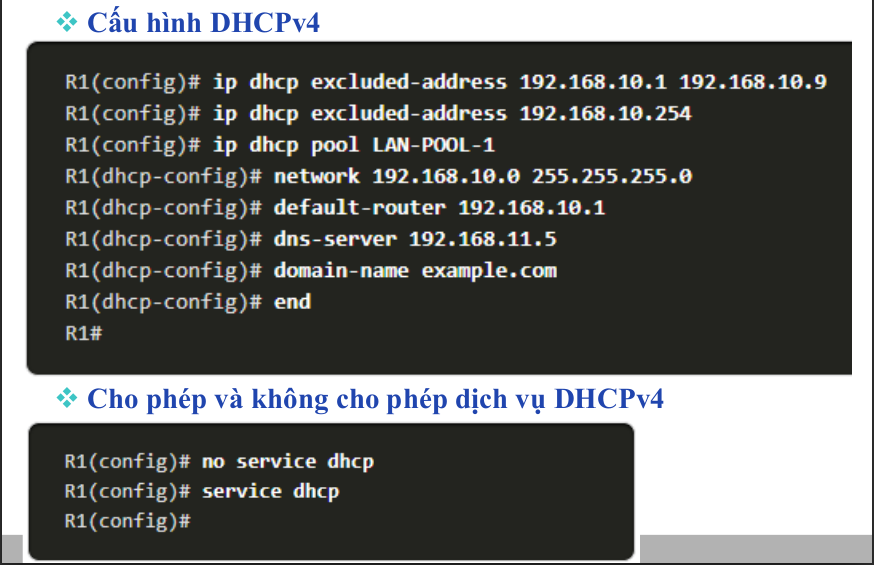 Cấu hình DHCPv4
R1(config)# ip dhcp excluded-address 192.168.10.1 192.168.10.9
R1(config)# ip dhcp excluded-address 192.168.10.254
R1(config)# ip dhcp pool LAN-POOL-1
R1(dhcp-config)# network 192.168.10.0 255.255.255.0
R1(dhcp-config)# default-router 192.168.10.1
R1(dhcp-config)# dns-server 192.168.11.5
R1(dhcp-config)# domain-name example.com
R1(dhcp-config)# end
R1#
Cho phép và không cho phép dịch vụ DHCPv4
R1(config)# no service dhcp
R1(config)# service dhcp
R1(config)#